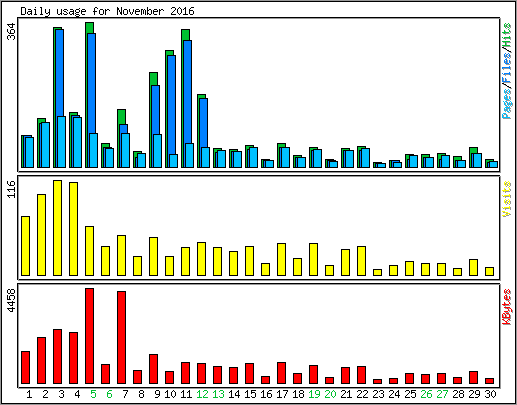 Daily usage for November 2016
364
Pages/Files/Hits
116
Visits
4458
KBytes
1 2 3 4 5 6 7 8 9 10 11 12 13 14 15 16 17 18 19 20 21 22 23 24 25 26 27 28 29 30